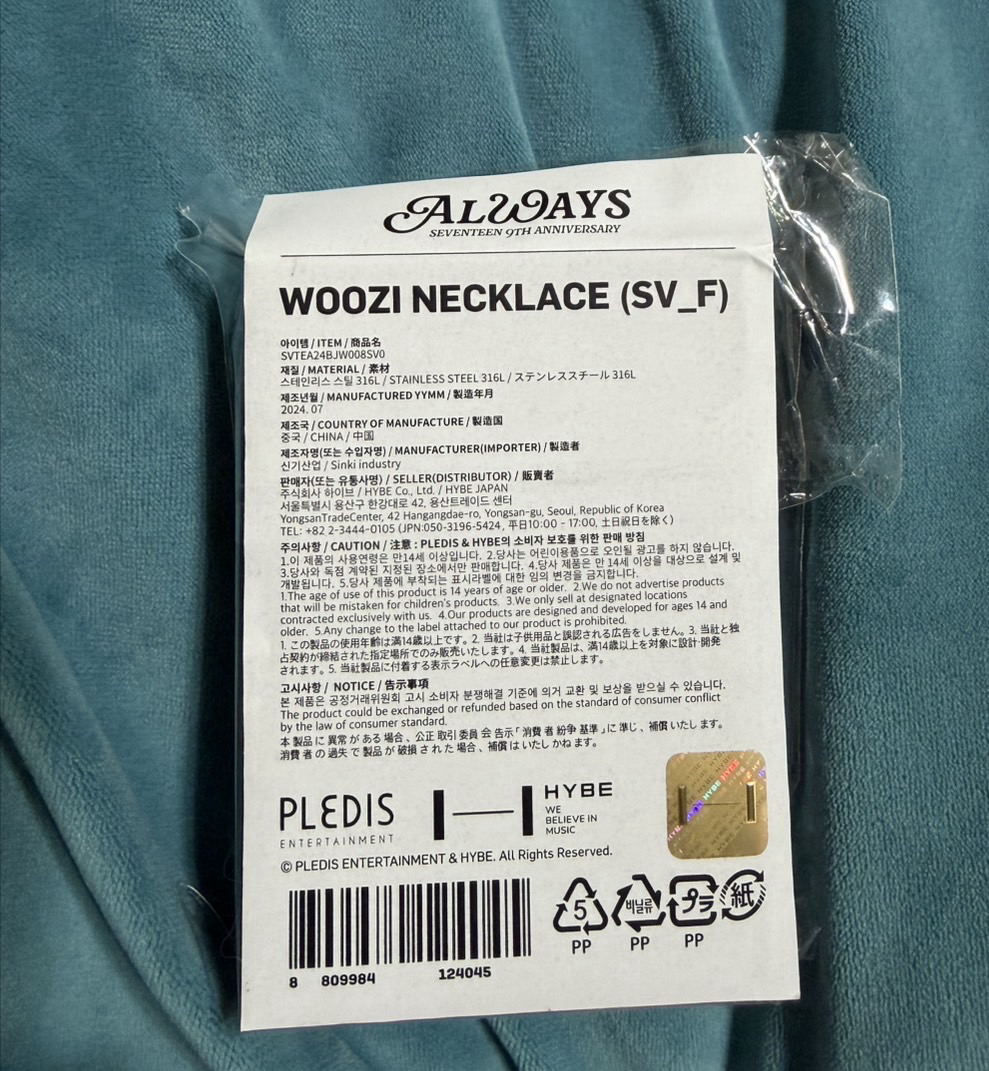 ALWAYS
SEVENTEEN 9TH ANNIVERSARY
WOOZI NECKLACE (SV_F)
아이템 / ITEM / 商品名
SVTEA24BJW008SV0
재질 / MATERIAL / 素材
스테인리스 스틸 316L / STAINLESS STEEL 316L / ステンレススチール 316L
제조년월 / MANUFACTURED YYMM / 製造年月
2024. 07
제조국 / COUNTRY OF MANUFACTURE / 製造国
중국 / CHINA / 中国
제조자명(또는 수입자명) / MANUFACTURER(IMPORTER) / 製造者
신기산업 / Sinki industry
판매자(또는 유통사명) / SELLER(DISTRIBUTOR) / 販賣者
주식회사 하이브 / HYBE Co., Ltd. / HYBE JAPAN
서울특별시 용산구 한강대로 42, 용산트레이드 센터
YongsanTradeCenter, 42 Hangangdae-ro, Yongsan-gu, Seoul, Republic of Korea
TEL: +82 2-3444-0105 (JPN:050-3196-5424, 平日10:00 - 17:00, 土日祝日を除く)
주의사항 / CAUTION / 注意 : PLEDIS & HYBE의 소비자 보호를 위한 판매 방침
1.이 제품의 사용연령은 만14세 이상입니다. 2.당사는 어린이용품으로 오인될 광고를 하지 않습니다.
3.당사와 독점 계약된 지정된 장소에서만 판매합니다. 4.당사 제품은 만 14세 이상을 대상으로 설계 및
개발됩니다. 5.당사 제품에 부착되는 표시라벨에 대한 임의 변경을 금지합니다.
1.The age of use of this product is 14 years of age or older. 2.We do not advertise products
that will be mistaken for children's products. 3.We only sell at designated locations
contracted exclusively with us. 4.Our products are designed and developed for ages 14 and
older. 5.Any change to the label attached to our product is prohibited.
1. この製品の使用年齢は満14歳以上です。2. 当社は子供用品と誤認される広告をしません。3. 当社と独
占契約が締結された指定場所でのみ販売いたします。4. 当社製品は、満14歳以上を対象に設計·開発
されます。5. 当社製品に付着する表示ラベルへの任意変更は禁止します。
고시사항 / NOTICE / 告示事項
본 제품은 공정거래위원회 고시 소비자 분쟁해결 기준에 의거 교환 및 보상을 받으실 수 있습니다.
The product could be exchanged or refunded based on the standard of consumer conflict
by the law of consumer standard.
本 製品 に 異常 が ある 場合 、公正 取引 委員 会 告示 「 消費 者 紛争 基準 」 に 準じ 、補償 いたし ます。
消費 者 の 過失 で 製品 が 破損 された 場合 、補償 は いたし かね ます。
PLEDIS
ENTERTAINMENT
HYBE
WE
BELIEVE IN
MUSIC
HYBE HYBE
© PLEDIS ENTERTAINMENT & HYBE. All Rights Reserved.
8 809984 124045
5
PP
비닐류
PP
プラ
PP
紙